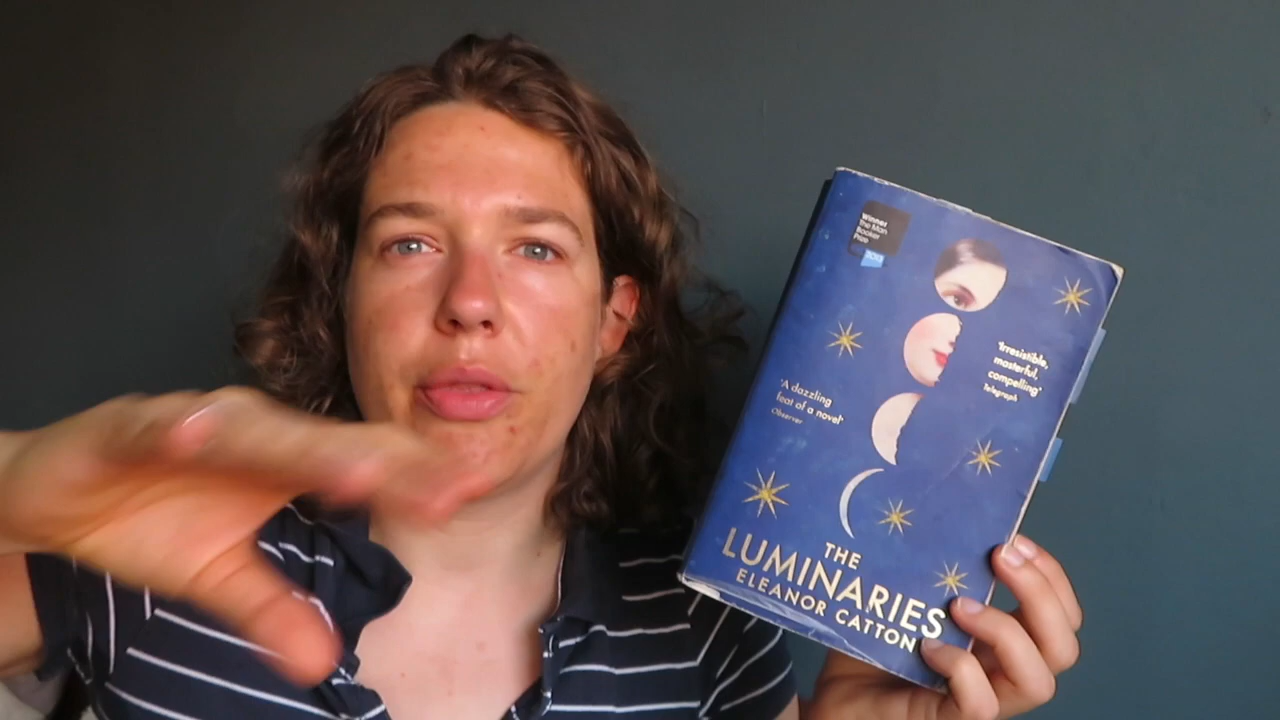 Winner
The Man
Booker
Prize
2013
'Irresistible,
masterful,
compelling'
Telegraph
'A dazzling
feat of a novel'
Observer
THE
LUMINARIES
ELEANOR CATTON